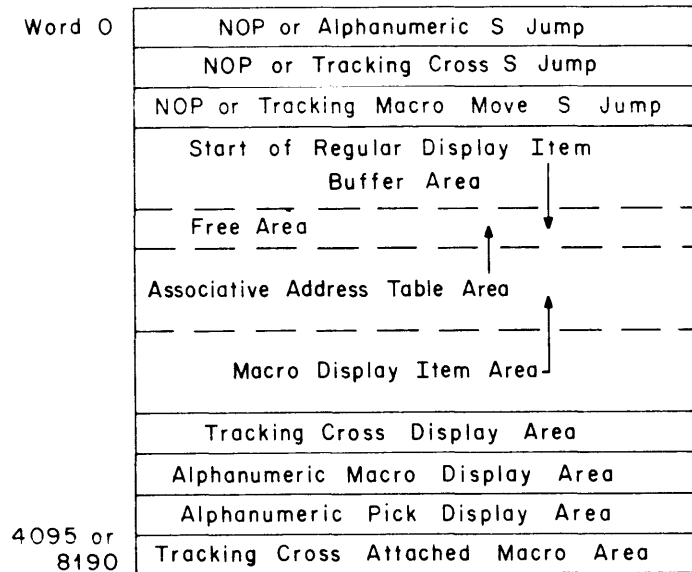 Word 0 NOP or Alphanumeric S Jump
NOP or Tracking Cross S Jump
NOP or Tracking Macro Move S Jump
Start of Regular Display Item
Buffer Area
Free Area
Associative Address Table Area
Macro Display Item Area
Tracking Cross Display Area
Alphanumeric Macro Display Area
Alphanumeric Pick Display Area
4095 or
8190 Tracking Cross Attached Macro Area